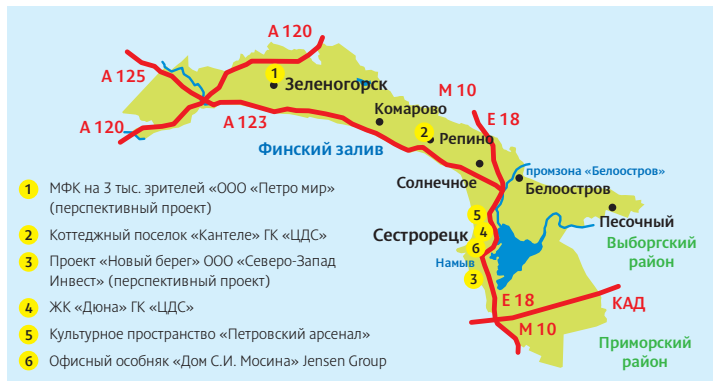 А 120
А 125
1
Зеленогорск
М 10
Комарово
А 120
А 123
Е 18
2
Репино
Финский залив
промзона «Белоостров»
Солнечное
Белоостров
1 МФК на 3 тыс. зрителей «ООО «Петро мир»
(перспективный проект)
5
Песочный
2 Коттеджный поселок «Кантеле» ГК «ЦДС»
Сестрорецк
4
Выборгский
район
6
3 Проект «Новый берег» ООО «Северо-Запад
Инвест» (перспективный проект)
Намыв
3
4 ЖК «Дюна» ГК «ЦДС»
Е 18
КАД
5 Культурное пространство «Петровский арсенал»
М 10
Приморский
район
6 Офисный особняк «Дом С.И. Мосина» Jensen Group